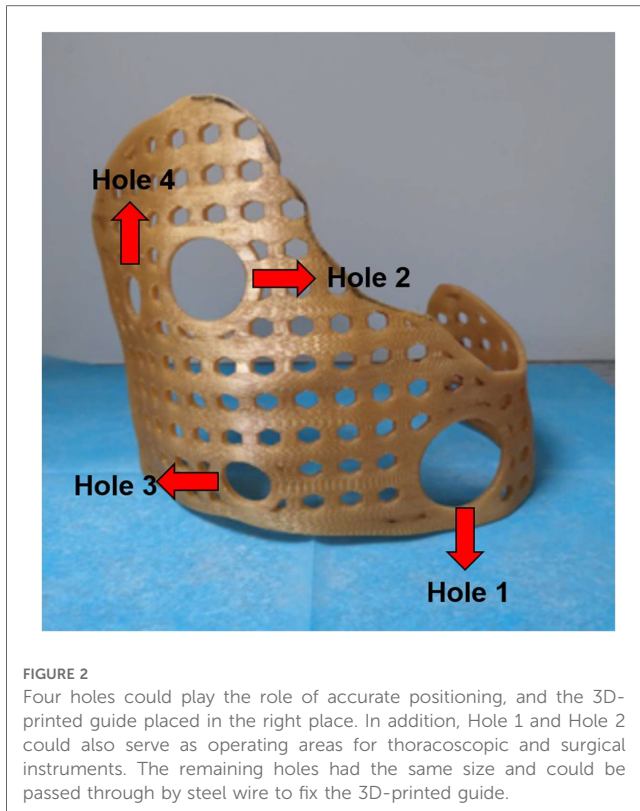 Hole 4
Hole 2
Hole 3
Hole 1
FIGURE 2
Four holes could play the role of accurate positioning, and the 3D-
printed guide placed in the right place. In addition, Hole 1 and Hole 2
could also serve as operating areas for thoracoscopic and surgical
instruments. The remaining holes had the same size and could be
passed through by steel wire to fix the 3D-printed guide.